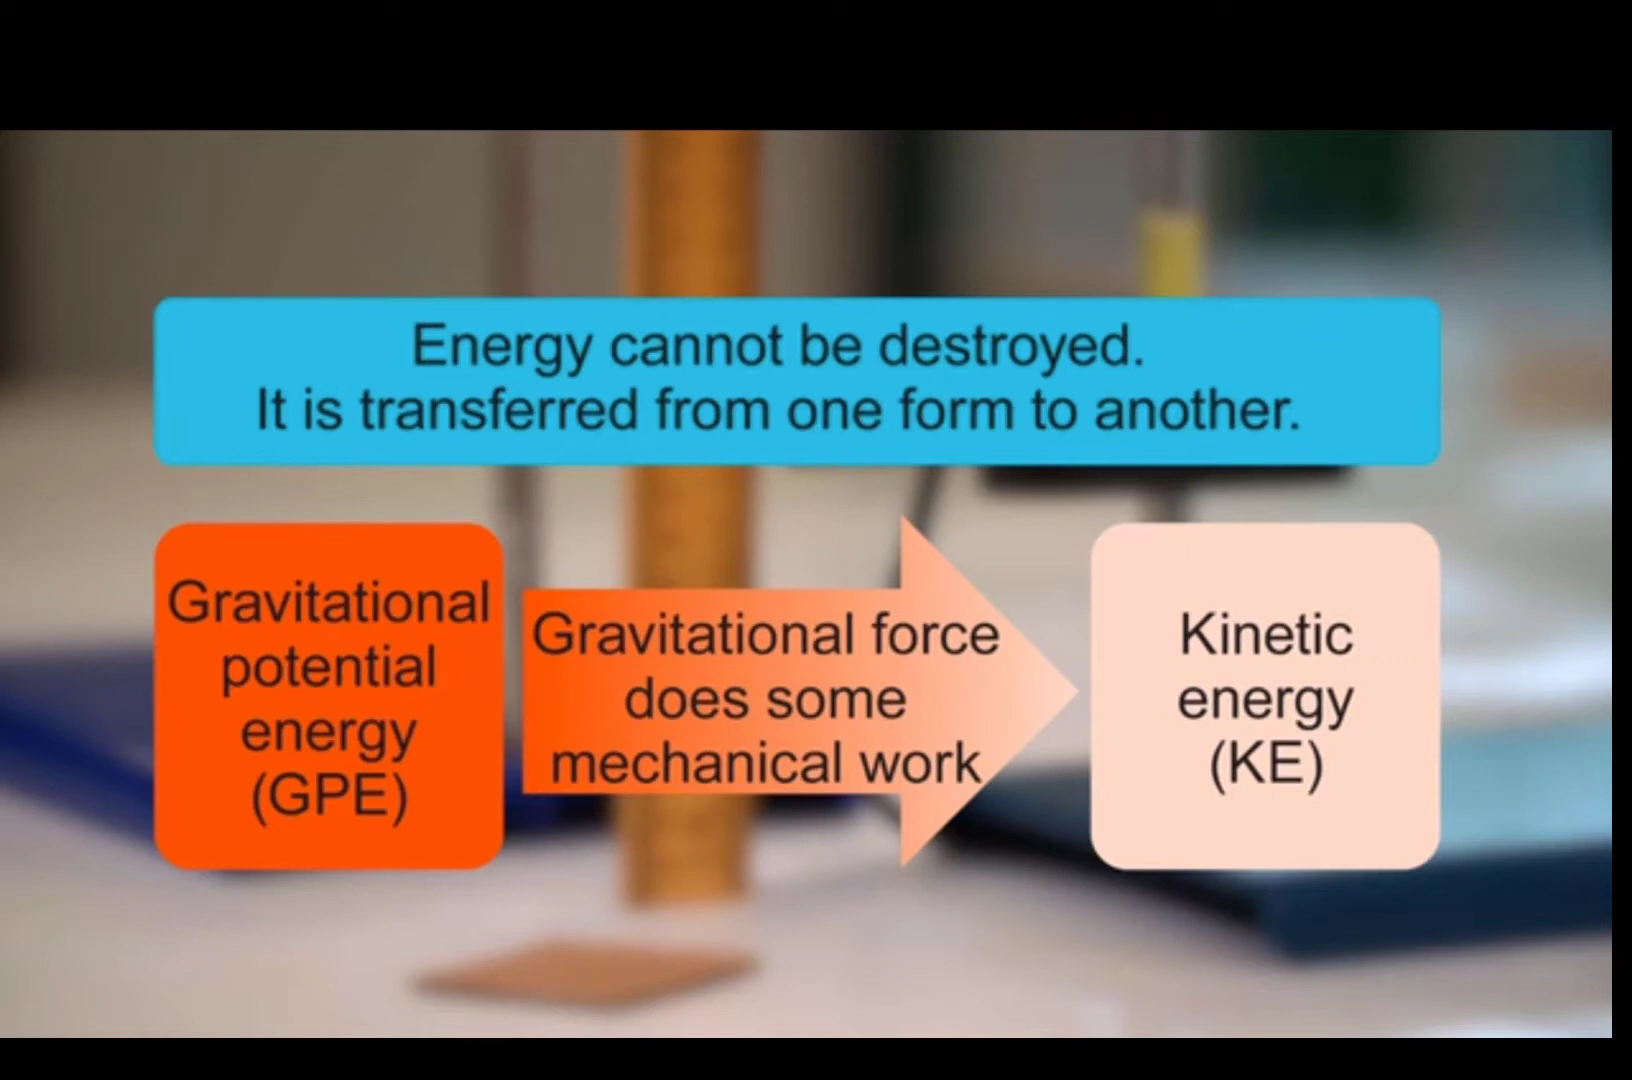 Energy cannot be destroyed.
It is transferred from one form to another.
Gravitational
potential
energy
(GPE)
Gravitational force
does some
mechanical work
Kinetic
energy
(KE)